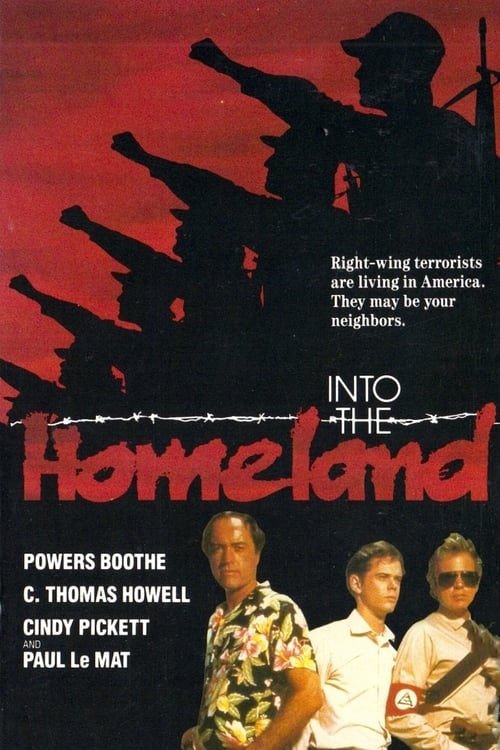 Right-wing terrorists
are living in America.
They may be your
neighbors.
INTO
THE
Homeland
POWERS BOOTHE
C. THOMAS HOWELL
CINDY PICKETT
AND
PAUL Le MAT